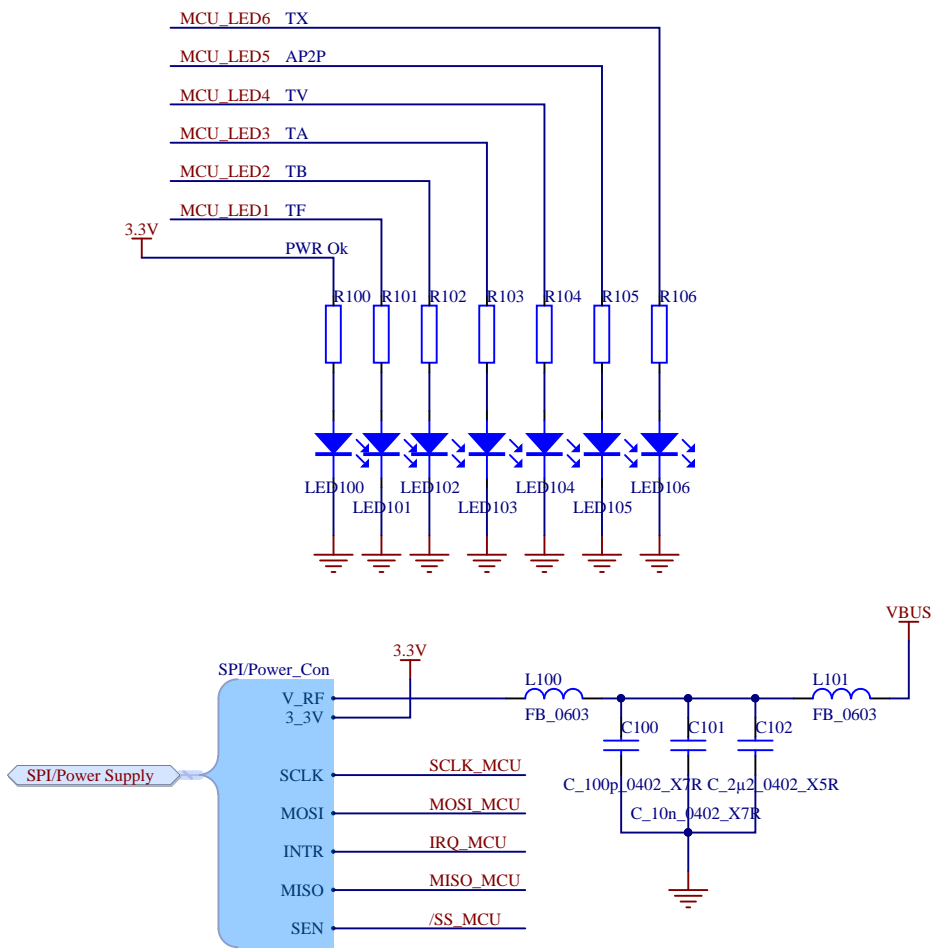 MCU_LED6 TX
MCU_LED5 AP2P
MCU_LED4 TV
MCU_LED3 TA
MCU_LED2 TB
MCU_LED1 TF
3.3V
PWR Ok
R100 R101 R102 R103 R104 R105 R106
LED100 LED102 LED104 LED106
LED101 LED103 LED105
VBUS
3.3V
SPI/Power_Con
L100 L101
V_RF
FB_0603 FB_0603
3_3V
C100 C101 C102
SPI/Power Supply
SCLK SCLK_MCU
C_100p_0402_X7R C_2µ2_0402_X5R
MOSI MOSI_MCU
C_10n_0402_X7R
INTR IRQ_MCU
MISO MISO_MCU
SEN /SS_MCU